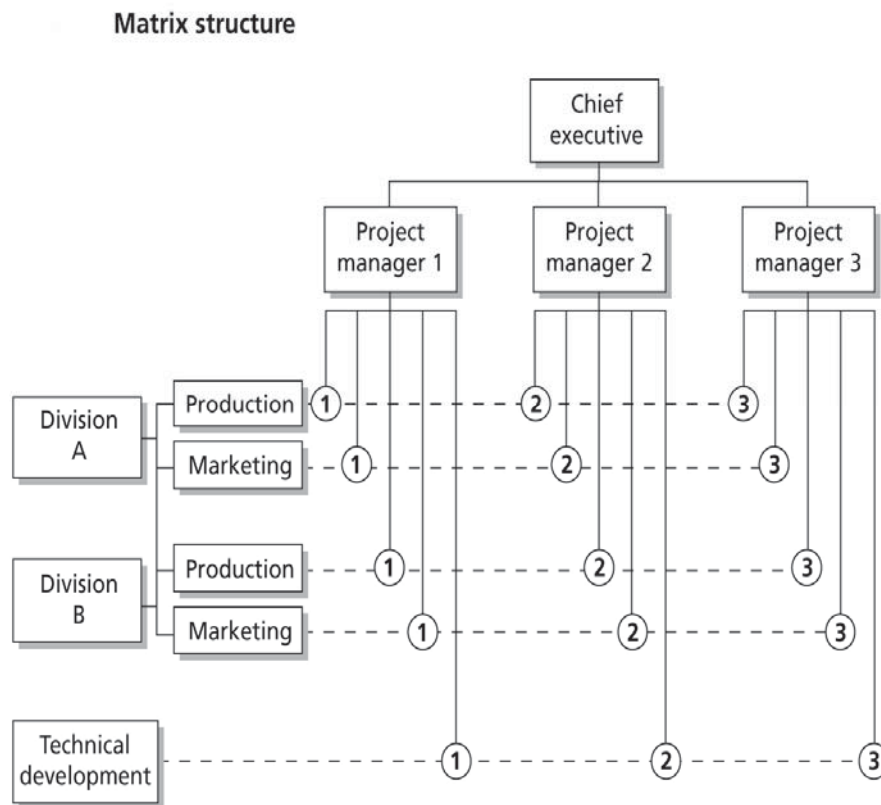 Matrix structure
Chief
executive
Project
manager 1
Project
manager 2
Project
manager 3
Division
A
Production
1
2
3
Marketing
1
2
3
Division
B
Production
1
2
3
Marketing
1
2
3
Technical
development
1
2
3